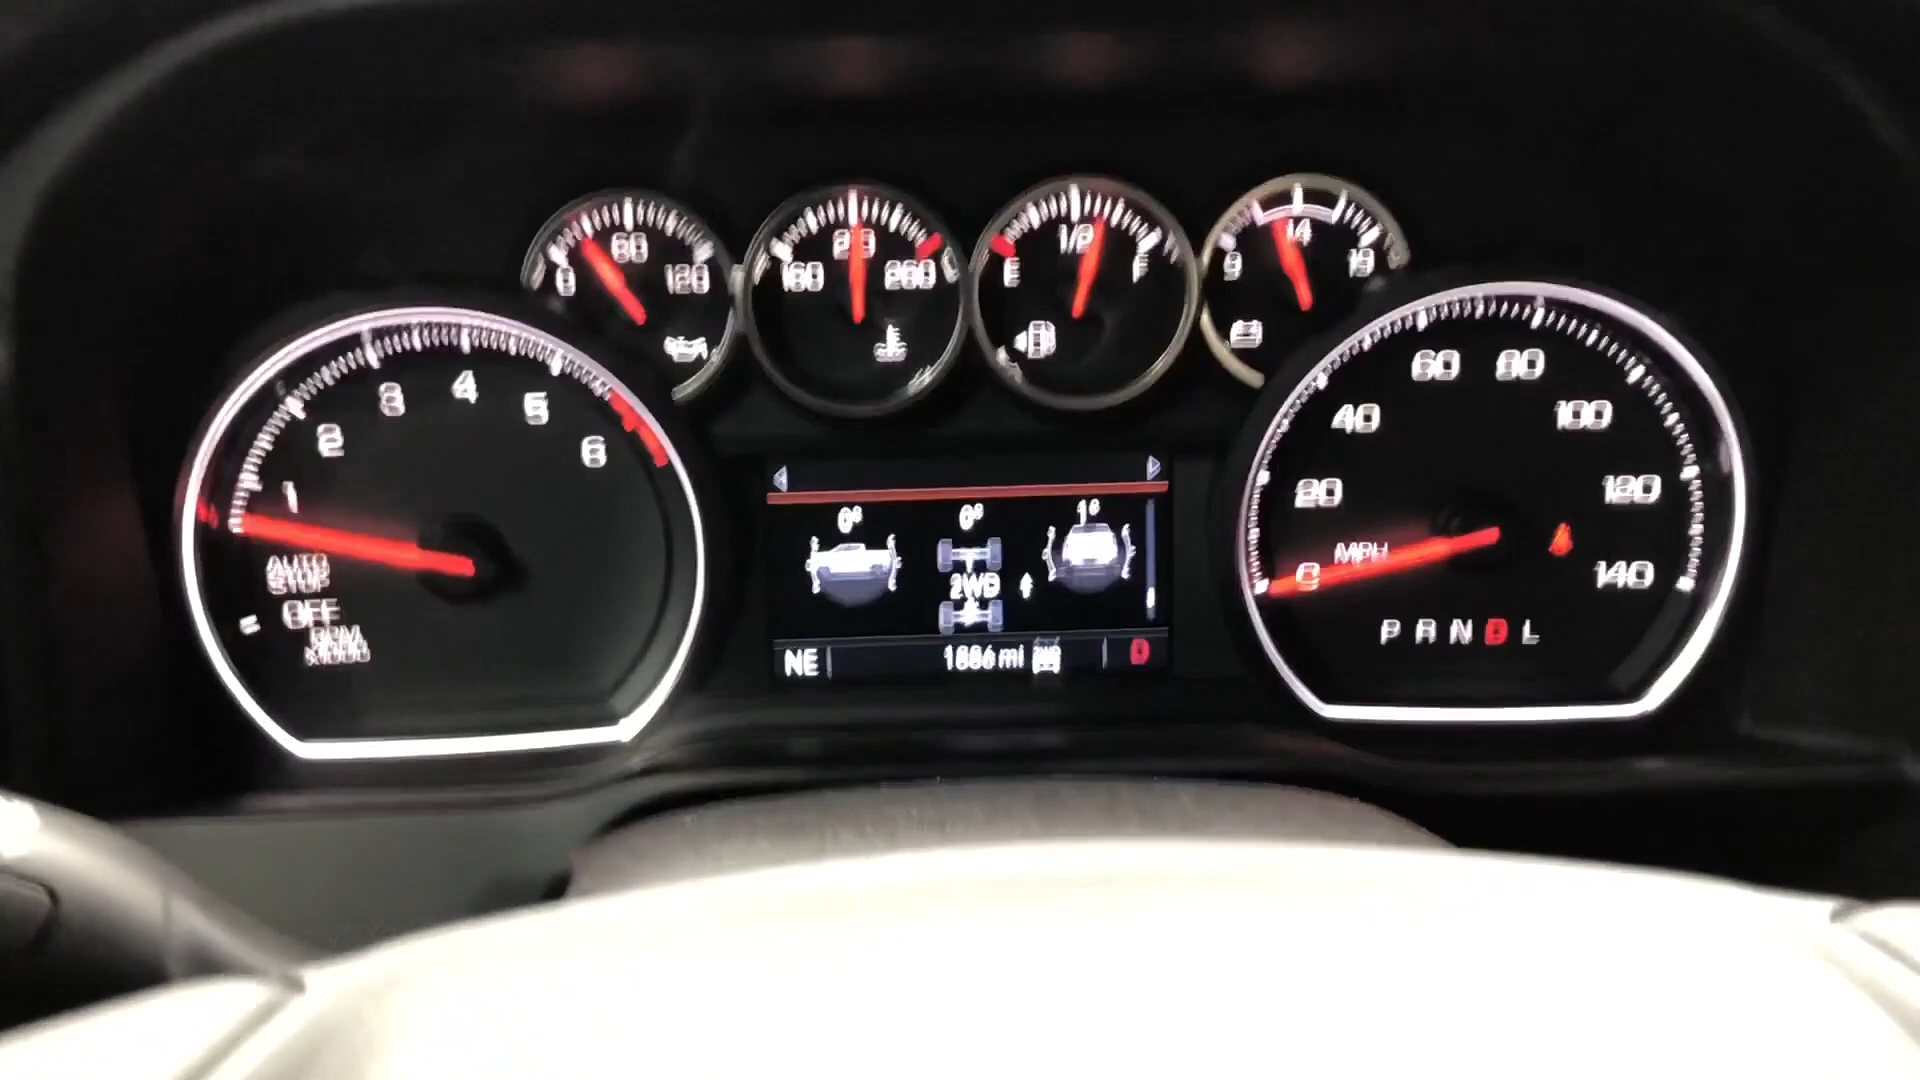 0 60 120
160 210 260
E 1/2 F
9 14 19
1 2 3 4 5 6
AUTO
STOP
OFF
RPM
x1000
0° 0° 1°
2WD
NE mi 2WD D
0 20 40 60 80 100 120 140
MPH
P R N D L